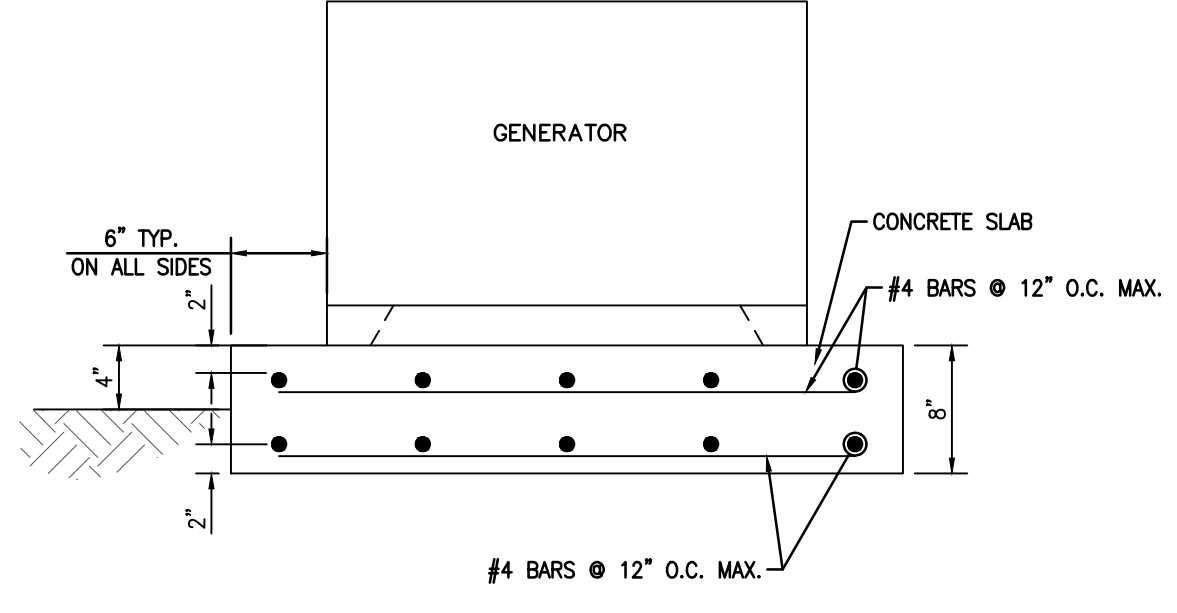 GENERATOR
CONCRETE SLAB
6" TYP.
ON ALL SIDES
#4 BARS @ 12" O.C. MAX.
2"
4"
8"
2"
#4 BARS @ 12" O.C. MAX.